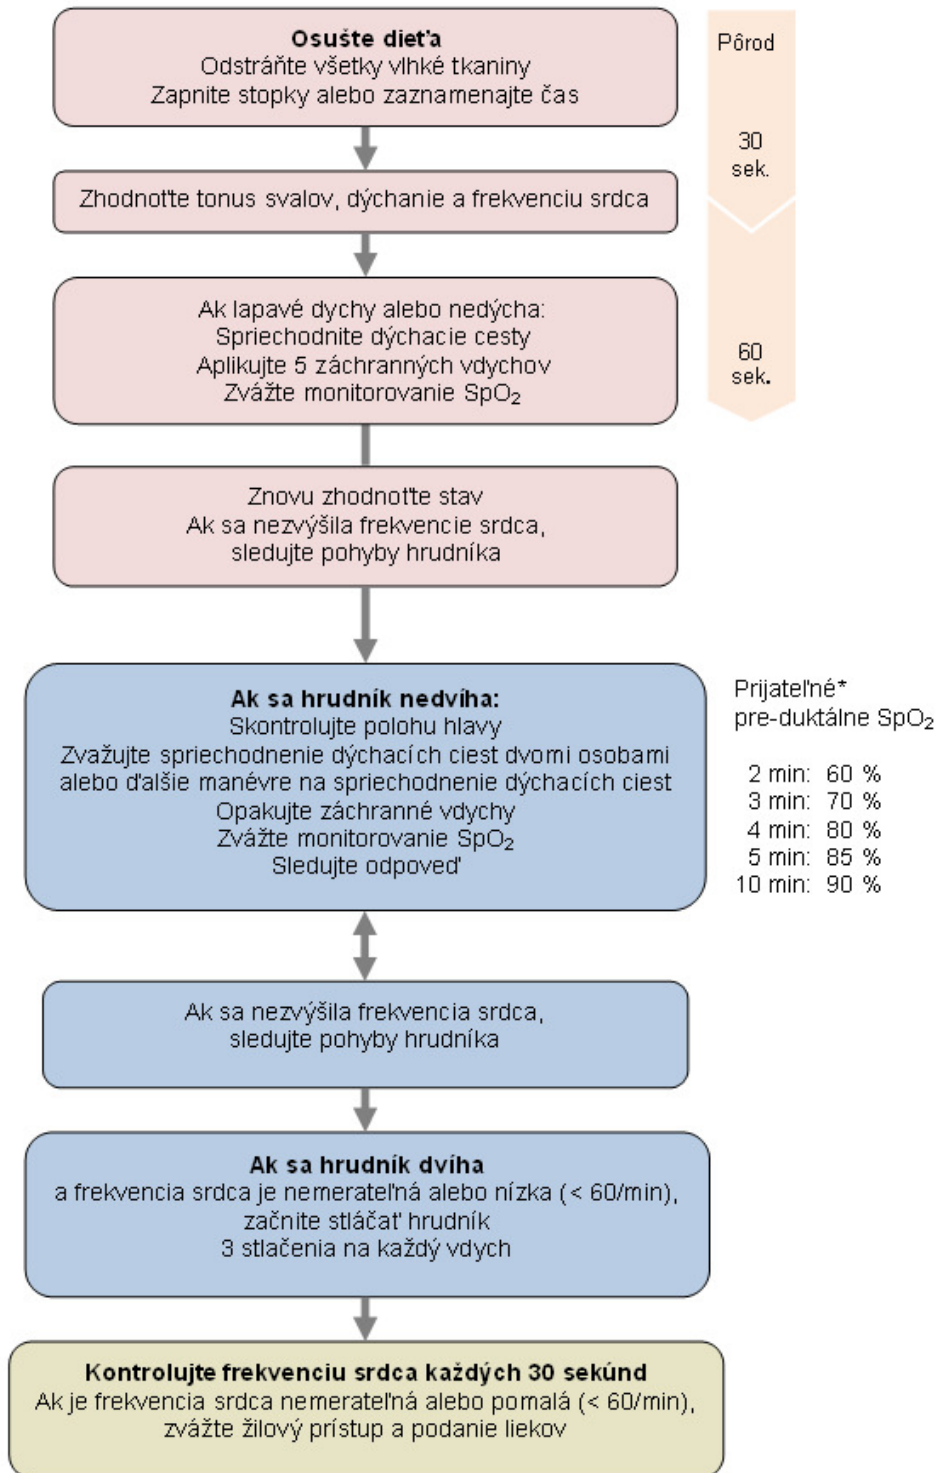 Osušte dieťa
Odstráňte všetky vlhké tkaniny
Zapnite stopky alebo zaznamenajte čas
Pôrod
30
sek.
Zhodnoťte tonus svalov, dýchanie a frekvenciu srdca
Ak lapavé dychy alebo nedýcha:
Spriechodnite dýchacie cesty
Aplikujte 5 záchranných vdychov
Zvážte monitorovanie SpO₂
60
sek.
Znovu zhodnoťte stav
Ak sa nezvýšila frekvencie srdca,
sledujte pohyby hrudníka
Ak sa hrudník nedvíha:
Skontrolujte polohu hlavy
Zvažujte spriechodnenie dýchacích ciest dvomi osobami
alebo ďalšie manévre na spriechodnenie dýchacích ciest
Opakujte záchranné vdychy
Zvážte monitorovanie SpO₂
Sledujte odpoveď
Prijateľné*
pre-duktálne SpO₂
2 min: 60 %
3 min: 70 %
4 min: 80 %
5 min: 85 %
10 min: 90 %
Ak sa nezvýšila frekvencia srdca,
sledujte pohyby hrudníka
Ak sa hrudník dvíha
a frekvencia srdca je nemerateľná alebo nízka (< 60/min),
začnite stláčať hrudník
3 stlačenia na každý vdych
Kontrolujte frekvenciu srdca každých 30 sekúnd
Ak je frekvencia srdca nemerateľná alebo pomalá (< 60/min),
zvážte žilový prístup a podanie liekov